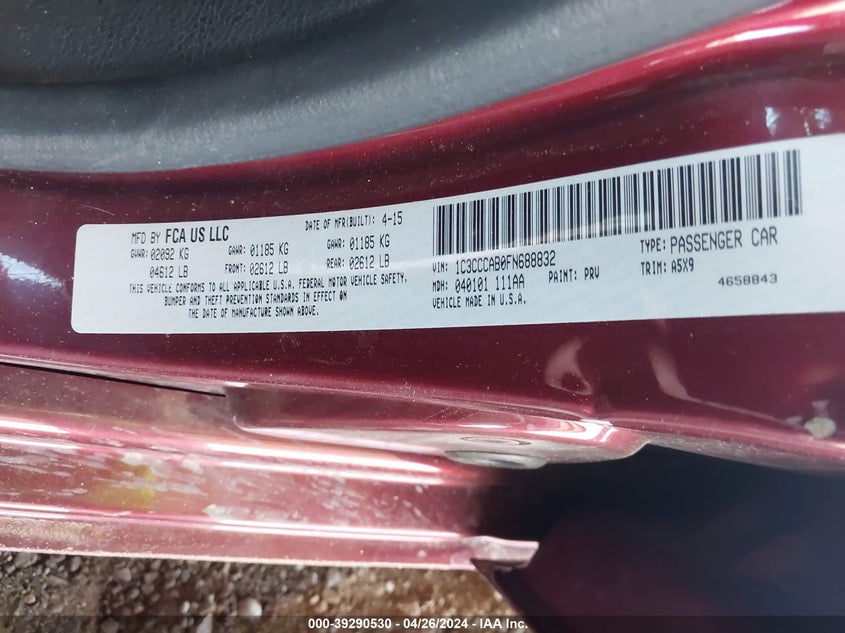 MFD BY FCA US LLC DATE OF MFR(BUILT): 4-15
GVWR: 02092 KG GAWR: 01185 KG GAWR: 01185 KG
04612 LB FRONT: 02612 LB REAR: 02612 LB
THIS VEHICLE CONFORMS TO ALL APPLICABLE U.S.A. FEDERAL MOTOR VEHICLE SAFETY,
BUMPER AND THEFT PREVENTION STANDARDS IN EFFECT ON
THE DATE OF MANUFACTURE SHOWN ABOVE.
VIN: 1C3CCCAB0FN688832 TYPE: PASSENGER CAR
MDH: 040101 111AA PAINT: PRV TRIM: A5X9
VEHICLE MADE IN U.S.A. 4658843
000-39290530 - 04/26/2024 - IAA Inc.